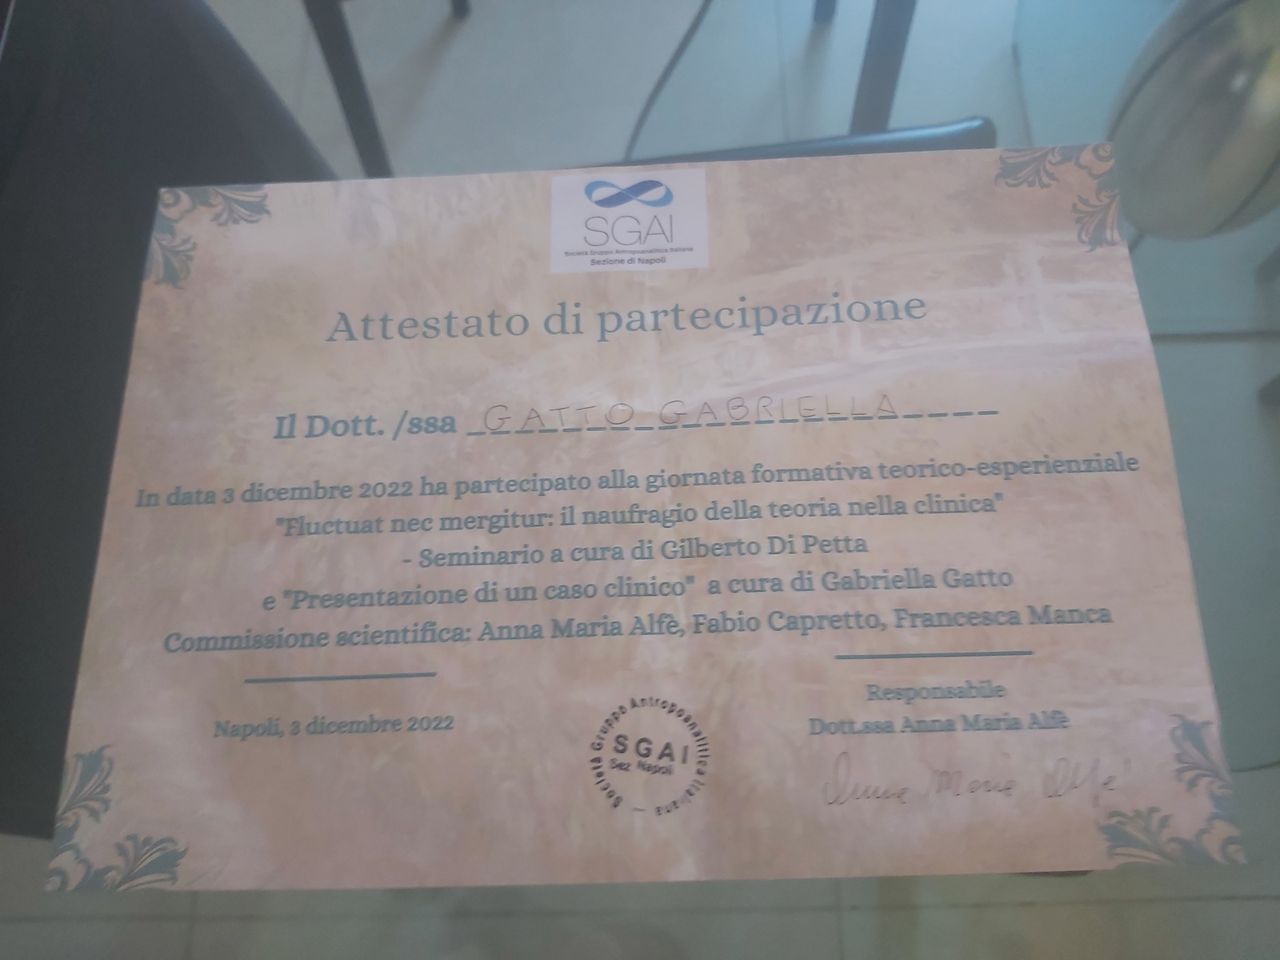 SGAI
Società Gruppo Antropoanalitica Italiana
Sezione di Napoli
Attestato di partecipazione
Il Dott. /ssa GATTO GABRIELLA
In data 3 dicembre 2022 ha partecipato alla giornata formativa teorico-esperienziale
"Fluctuat nec mergitur: il naufragio della teoria nella clinica"
- Seminario a cura di Gilberto Di Petta
e "Presentazione di un caso clinico" a cura di Gabriella Gatto
Commissione scientifica: Anna Maria Alfè, Fabio Capretto, Francesca Manca
Napoli, 3 dicembre 2022
Società Gruppo Antropoanalitica Italiana
SGAI
Sez Napoli
Responsabile
Dott.ssa Anna Maria Alfè
Anna Maria Alfè